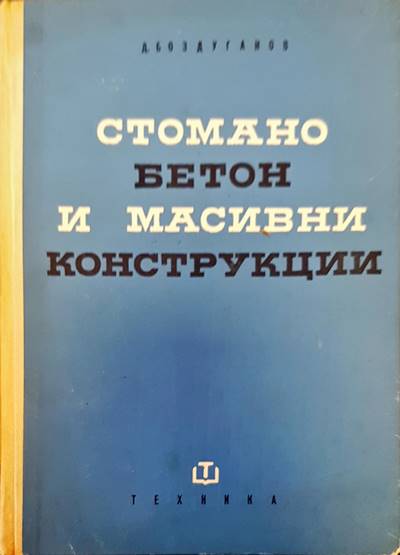 Д. БОЗДУГАНОВ
СТОМАНО
БЕТОН
И МАСИВНИ
КОНСТРУКЦИИ
Т
ТЕХНИКА